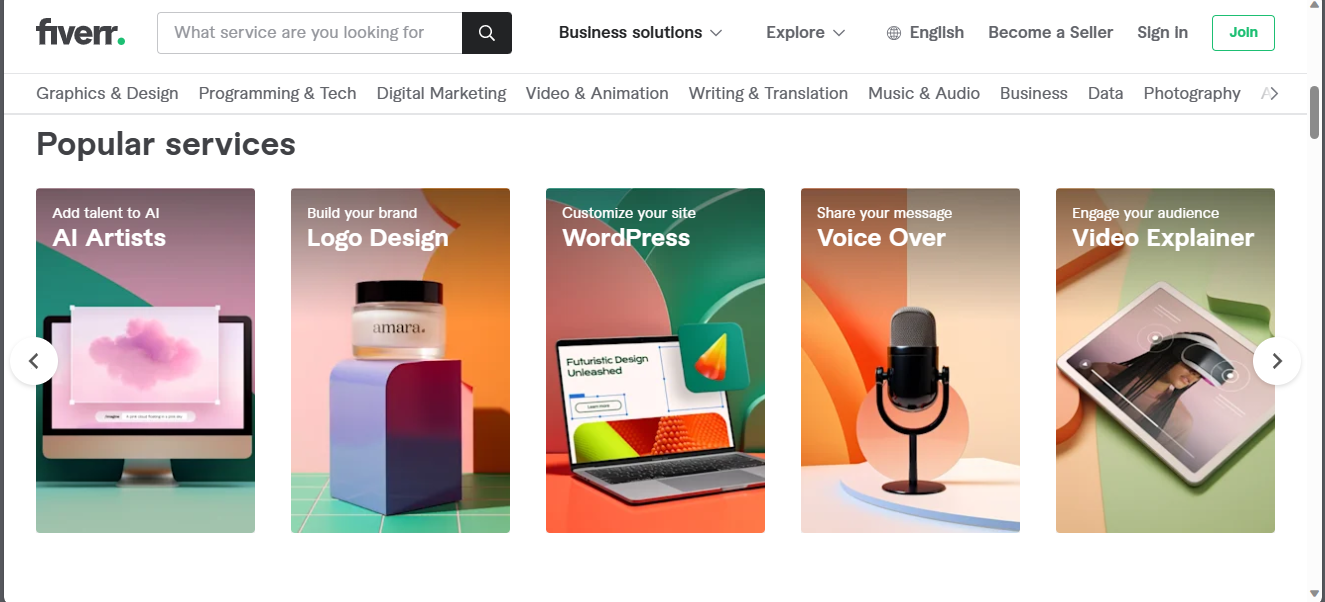 fiverr.
What service are you looking for
Business solutions
Explore
English
Become a Seller
Sign In
Join
Graphics & Design
Programming & Tech
Digital Marketing
Video & Animation
Writing & Translation
Music & Audio
Business
Data
Photography
Popular services
Add talent to AI
AI Artists
Build your brand
Logo Design
amara.
Customize your site
WordPress
Futuristic Design
Unleashed
Learn more
Share your message
Voice Over
Engage your audience
Video Explainer